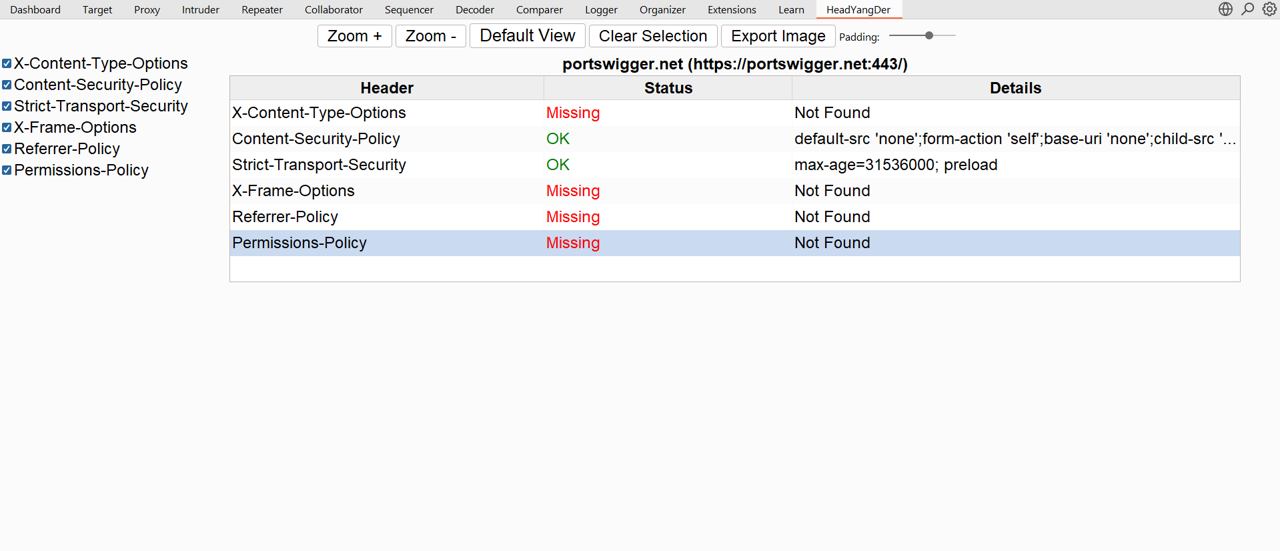 Dashboard Target Proxy Intruder Repeater Collaborator Sequencer Decoder Comparer Logger Organizer Extensions Learn HeadYangDer
Zoom + Zoom - Default View Clear Selection Export Image Padding:
X-Content-Type-Options
Content-Security-Policy
Strict-Transport-Security
X-Frame-Options
Referrer-Policy
Permissions-Policy
portswigger.net (https://portswigger.net:443/)
Header Status Details
X-Content-Type-Options Missing Not Found
Content-Security-Policy OK default-src 'none';form-action 'self';base-uri 'none';child-src '...
Strict-Transport-Security OK max-age=31536000; preload
X-Frame-Options Missing Not Found
Referrer-Policy Missing Not Found
Permissions-Policy Missing Not Found